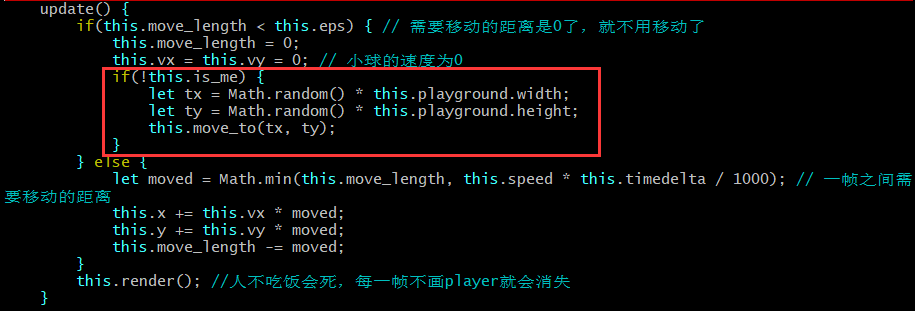 update() {
if(this.move_length < this.eps) { // 需要移动的距离是0了，就不用移动了
this.move_length = 0;
this.vx = this.vy = 0; // 小球的速度为0
if(!this.is_me) {
let tx = Math.random() * this.playground.width;
let ty = Math.random() * this.playground.height;
this.move_to(tx, ty);
}
} else {
let moved = Math.min(this.move_length, this.speed * this.timedelta / 1000); // 一帧之间需
要移动的距离
this.x += this.vx * moved;
this.y += this.vy * moved;
this.move_length -= moved;
}
this.render(); //人不吃饭会死，每一帧不画player就会消失
}